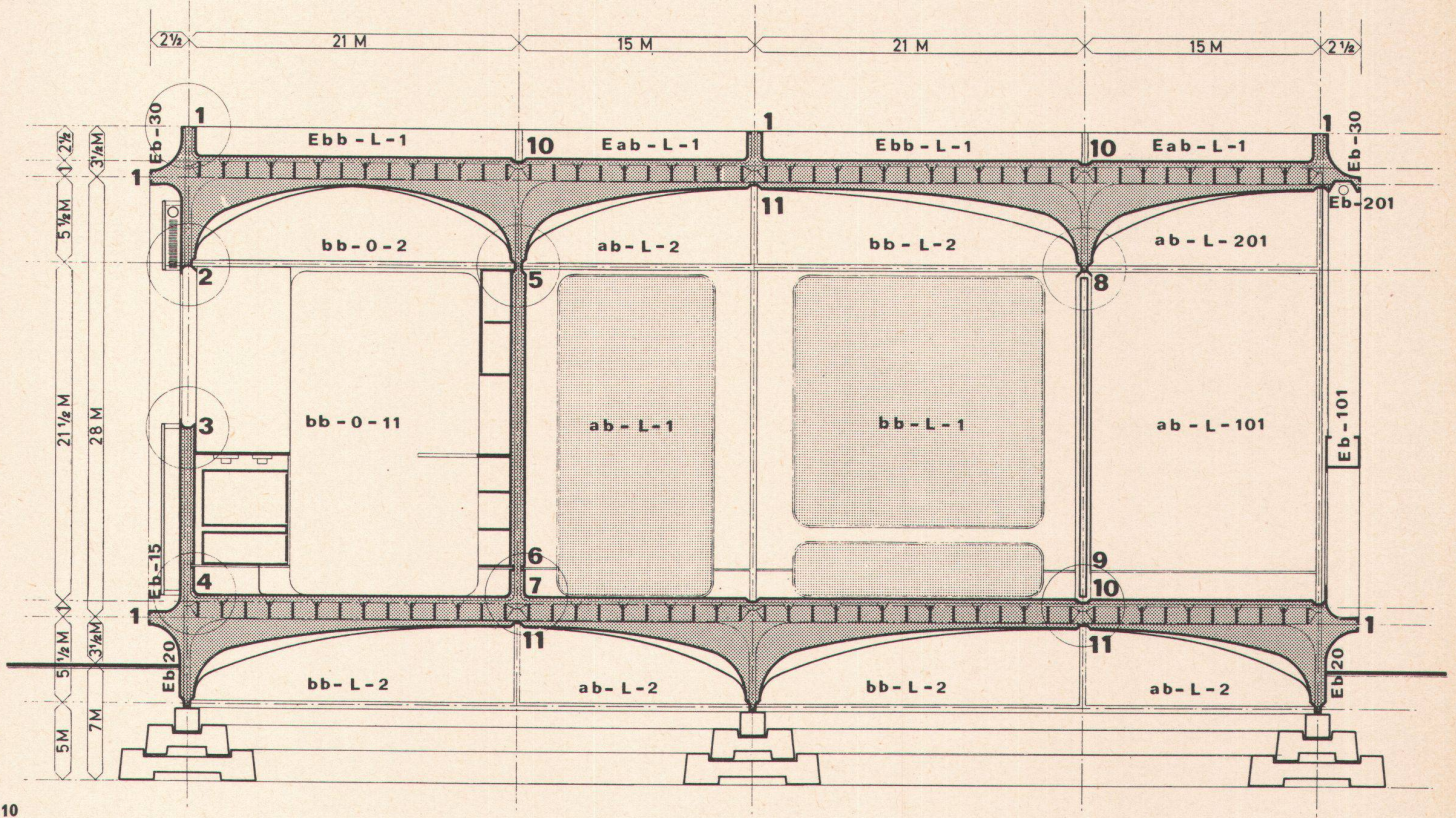 2½ 21 M 15 M 21 M 15 M 2½
Eb-30 1 1 1 Eb-30
2½ 3½M
Ebb-L-1 10 Eab-L-1 Ebb-L-1 10 Eab-L-1
1 1
11 Eb-201
5½M bb-0-2 ab-L-2 bb-L-2 ab-L-201
2 5 8
21½ M 28 M
3 bb-0-11 ab-L-1 bb-L-1 ab-L-101 Eb-101
Eb-15 4 6 7 9 10
1 1 1
11 11
5½M 3½M Eb 20 bb-L-2 ab-L-2 bb-L-2 ab-L-2 Eb 20
5M 7M
10